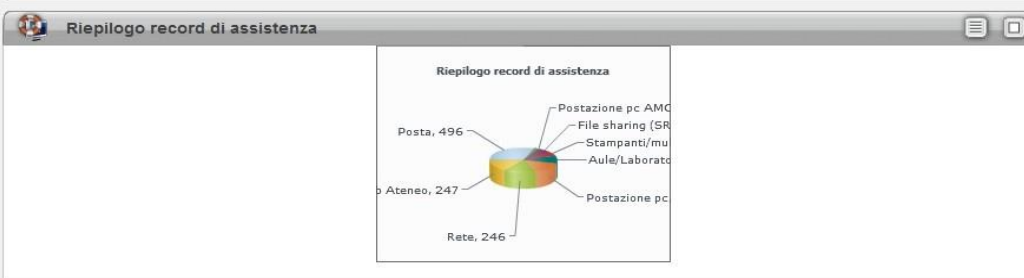 Riepilogo record di assistenza
Riepilogo record di assistenza
Postazione pc AMC
File sharing (SR
Posta, 496
Stampanti/mu
Aule/Laborato
o Ateneo, 247
Postazione pc
Rete, 246